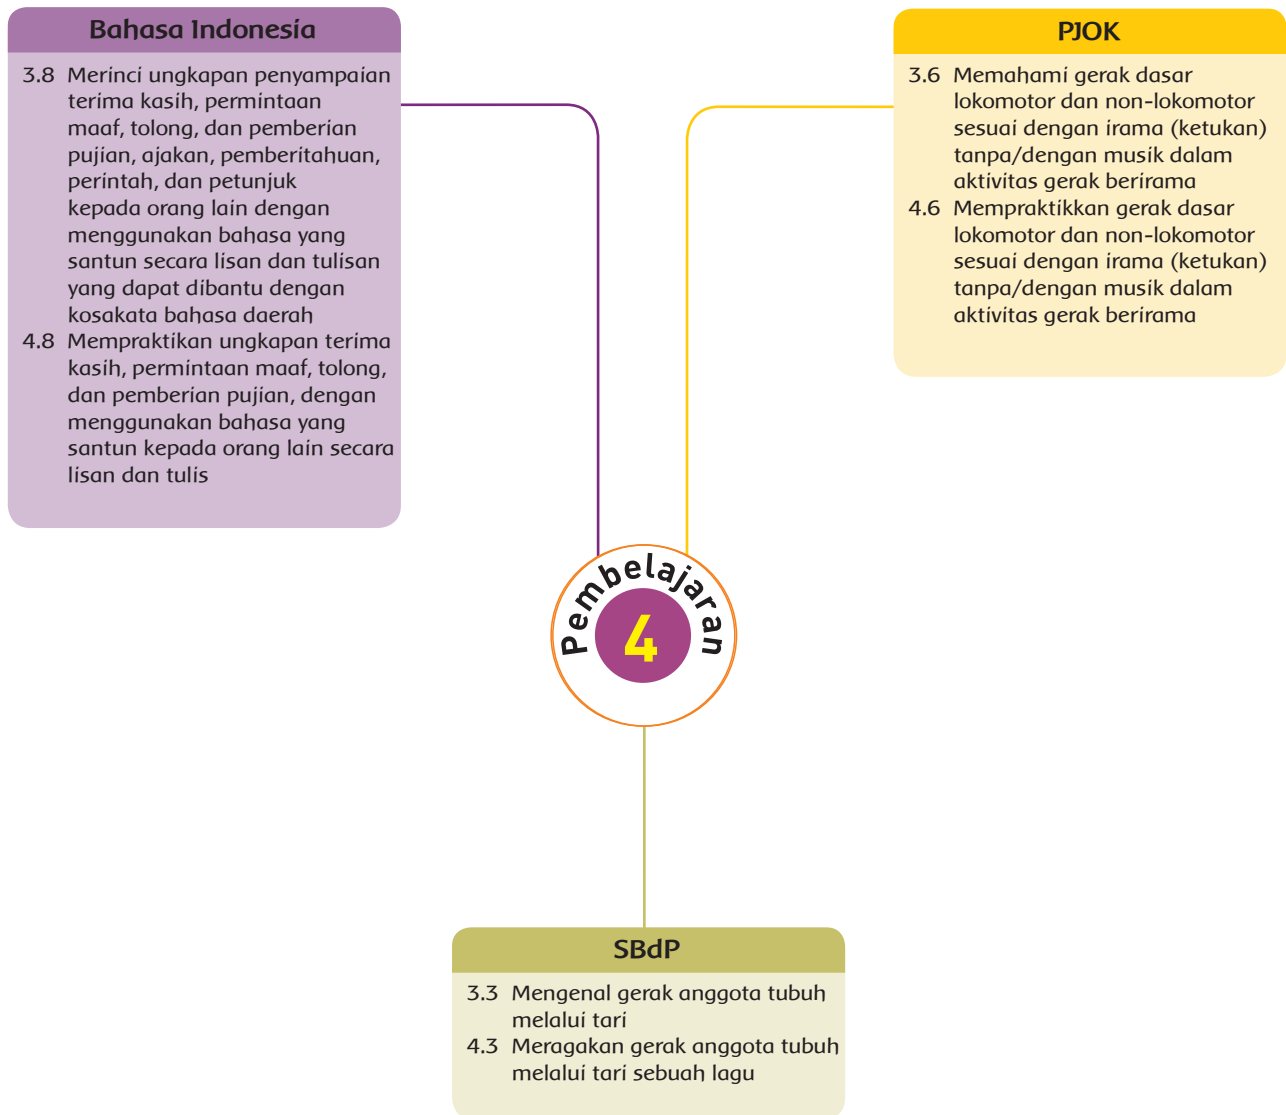 Bahasa Indonesia
3.8 Merinci ungkapan penyampaian
terima kasih, permintaan
maaf, tolong, dan pemberian
pujian, ajakan, pemberitahuan,
perintah, dan petunjuk
kepada orang lain dengan
menggunakan bahasa yang
santun secara lisan dan tulisan
yang dapat dibantu dengan
kosakata bahasa daerah
4.8 Mempraktikan ungkapan terima
kasih, permintaan maaf, tolong,
dan pemberian pujian, dengan
menggunakan bahasa yang
santun kepada orang lain secara
lisan dan tulis
PJOK
3.6 Memahami gerak dasar
lokomotor dan non-lokomotor
sesuai dengan irama (ketukan)
tanpa/dengan musik dalam
aktivitas gerak berirama
4.6 Mempraktikkan gerak dasar
lokomotor dan non-lokomotor
sesuai dengan irama (ketukan)
tanpa/dengan musik dalam
aktivitas gerak berirama
Pembelajaran
4
SBdP
3.3 Mengenal gerak anggota tubuh
melalui tari
4.3 Meragakan gerak anggota tubuh
melalui tari sebuah lagu